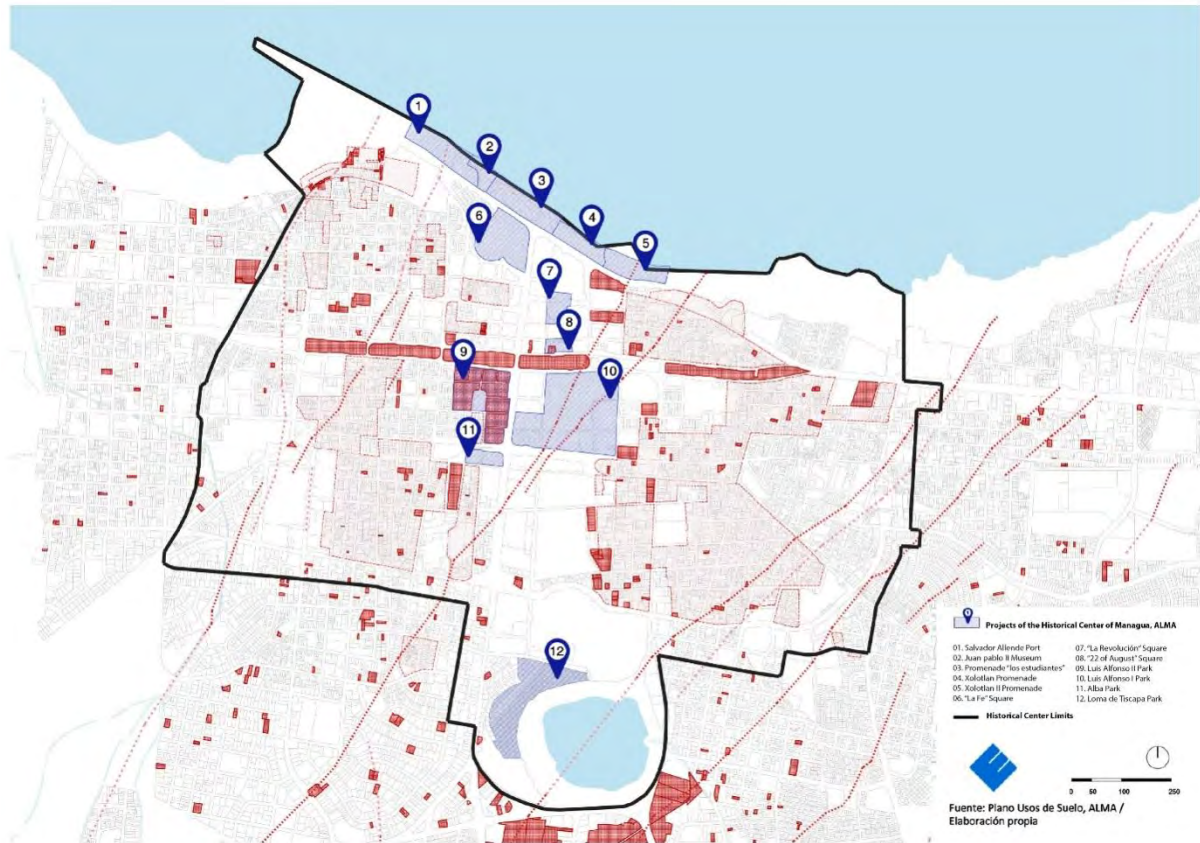 1
2
3
4
5
6
7
8
9
10
11
12
Projects of the Historical Center of Managua, ALMA
01. Salvador Allende Port
02. Juan pablo II Museum
03. Promenade "los estudiantes"
04. Xolotlan Promenade
05. Xolotlan II Promenade
06. "La Fe" Square
07. "La Revolución" Square
08. "22 of August" Square
09. Luis Alfonso II Park
10. Luis Alfonso I Park
11. Alba Park
12. Loma de Tiscapa Park
Historical Center Limits
0 50 100 250
Fuente: Plano Usos de Suelo, ALMA /
Elaboración propia